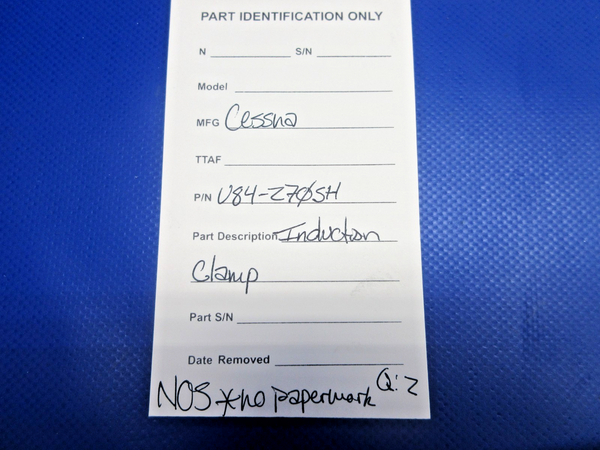 PART IDENTIFICATION ONLY
N S/N
Model
MFG Cessna
TTAF
P/N U84-270SH
Part Description Induction
Clamp
Part S/N
Date Removed
NOS *no paperwork Q:2